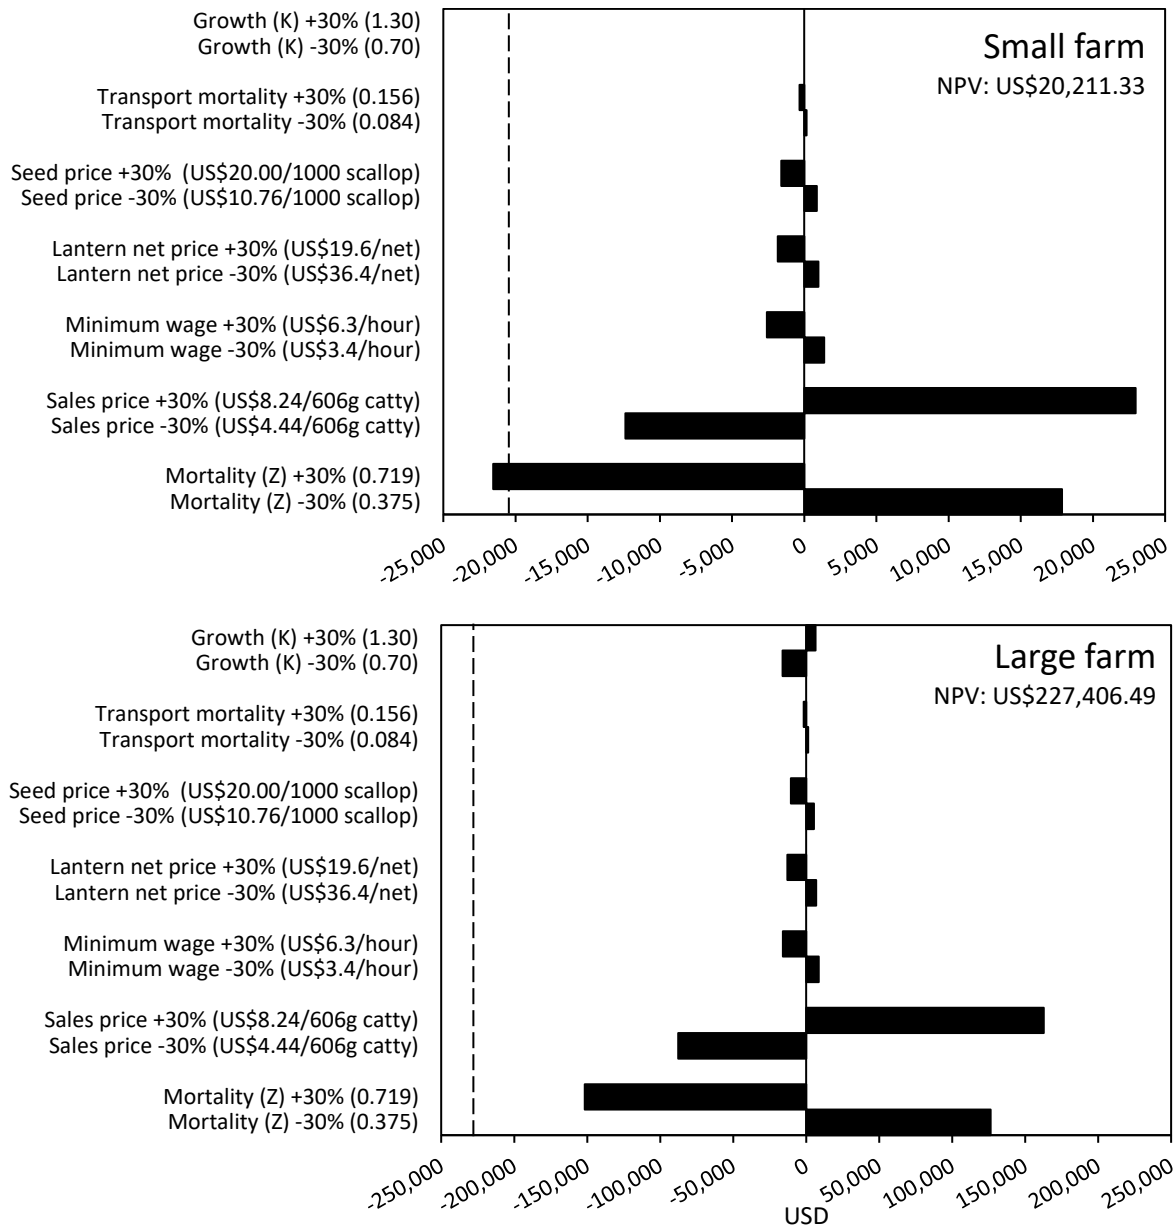 Growth (K) +30% (1.30)
Growth (K) -30% (0.70)
Transport mortality +30% (0.156)
Transport mortality -30% (0.084)
Seed price +30%  (US$20.00/1000 scallop)
Seed price -30% (US$10.76/1000 scallop)
Lantern net price +30% (US$19.6/net)
Lantern net price -30% (US$36.4/net)
Minimum wage +30% (US$6.3/hour)
Minimum wage -30% (US$3.4/hour)
Sales price +30% (US$8.24/606g catty)
Sales price -30% (US$4.44/606g catty)
Mortality (Z) +30% (0.719)
Mortality (Z) -30% (0.375)
Small farm
NPV: US$20,211.33
-25,000 -20,000 -15,000 -10,000 -5,000 0 5,000 10,000 15,000 20,000 25,000
Growth (K) +30% (1.30)
Growth (K) -30% (0.70)
Transport mortality +30% (0.156)
Transport mortality -30% (0.084)
Seed price +30%  (US$20.00/1000 scallop)
Seed price -30% (US$10.76/1000 scallop)
Lantern net price +30% (US$19.6/net)
Lantern net price -30% (US$36.4/net)
Minimum wage +30% (US$6.3/hour)
Minimum wage -30% (US$3.4/hour)
Sales price +30% (US$8.24/606g catty)
Sales price -30% (US$4.44/606g catty)
Mortality (Z) +30% (0.719)
Mortality (Z) -30% (0.375)
Large farm
NPV: US$227,406.49
-250,000 -200,000 -150,000 -100,000 -50,000 0 50,000 100,000 150,000 200,000 250,000
USD